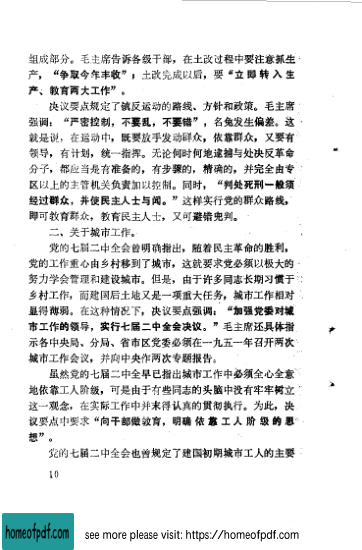 组成部分。毛主席告诉各级干部，在土改过程中要注意抓生
产，“争取今年丰收”；土改完成以后，要“立即转入生
产、教育两大工作”。
决议要点规定了镇反运动的路线、方针和政策。毛主席
强调：“严密控制，不要乱，不要错”，名兔发生偏差。这
就是说，在运动中，既要放手发动群众，依靠群众，又要有
领导，有计划，统一指挥。无论何时何地逮捕与处决反革命
分子，都应当是有准备的，有步骤的，精确的，并完全由专
区以上的主管机关负责加以控制。同时，“判处死刑一般须
经过群众，并使民主人士与闻。”这样实行党的群众路线，
即可教育群众，教育民主人士，又可避错兜判。
二、关于城市工作。
党的七届二中全会曾明确指出，随着民主革命的胜利，
党的工作重心由乡村移到了城市，这就要求党必须以极大的
努力学会管理和建设城市。但是，由于许多同志长期习惯于
乡村工作，而建国后土地又是一项重大任务，城市工作相对
显得薄弱。在这种情况下，决议要点强调：“加强党委对城
市工作的领导，实行七届二中全会决议。”毛主席还具体指
示各中央局、分局、省市区党委必须在一九五一年召开两次
城市工作会议，并向中央作两次专题报告。
虽然党的七届二中全早已指出城市工作中必须全心全意
地依靠工人阶级，可是由于有些同志的头脑中没有牢牢树立
这一观念，在实际工作中并末得认真的贯彻执行。为此，决
议要点中要求“向干部做教育，明确依靠工人阶级的思
想”。
党的七届二中全会也曾规定了建国初期城市工人的主要
10
homeofpdf.com
see more please visit: https://homeofpdf.com